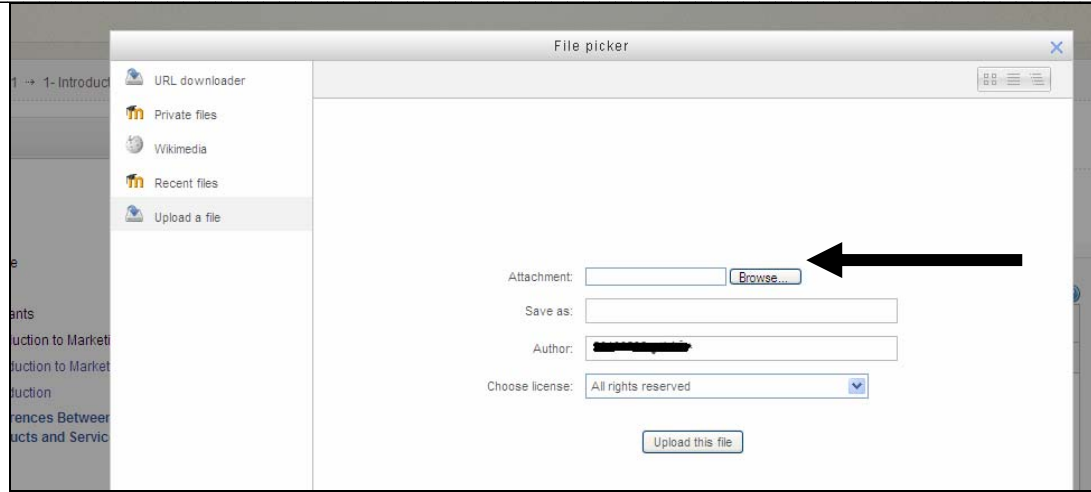 File picker
1 → 1- Introduct
URL downloader
Private files
Wikimedia
Recent files
Upload a file
Attachment:
Browse...
Save as:
Author:
Choose license:
All rights reserved
Upload this file
e
ants
uction to Marketi
duction to Market
duction
rences Between
ucts and Servic